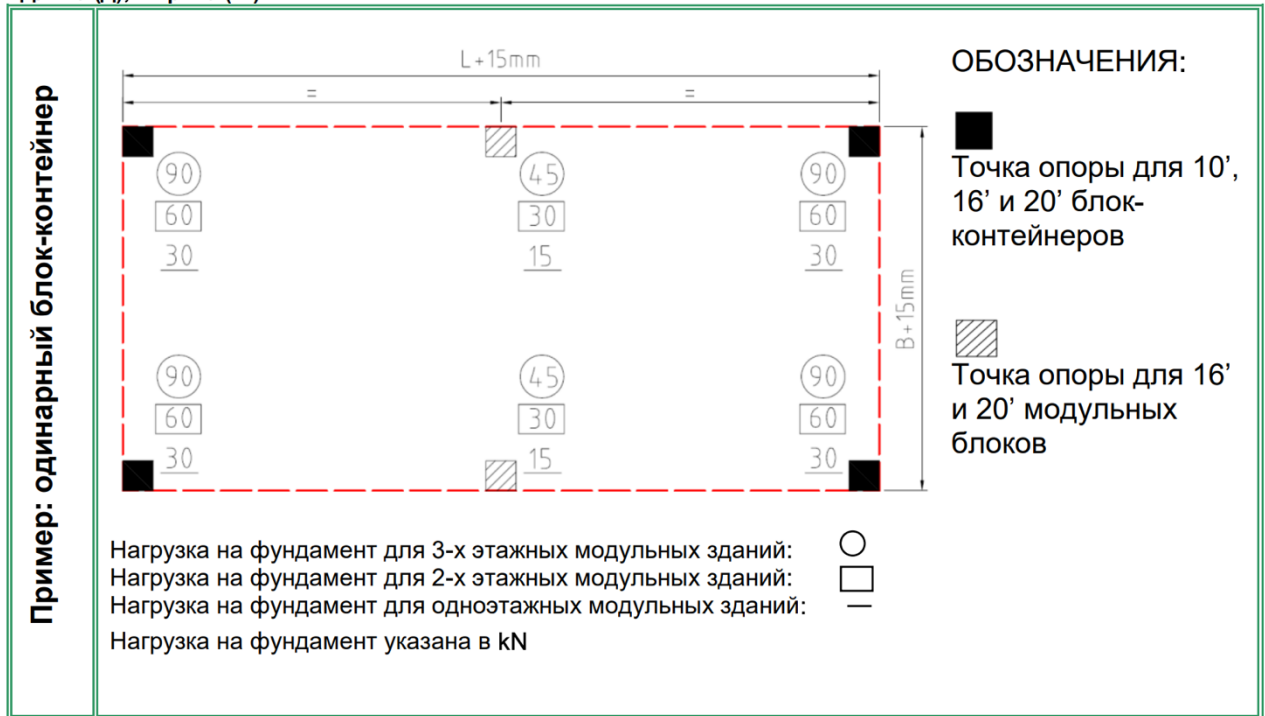 Пример: одинарный блок-контейнер
L+15mm
= =
ОБОЗНАЧЕНИЯ:
90 45 90
60 30 60
30 15 30
Точка опоры для 10’,
16’ и 20’ блок-
контейнеров
B+15mm
90 45 90
60 30 60
30 15 30
Точка опоры для 16’
и 20’ модульных
блоков
Нагрузка на фундамент для 3-х этажных модульных зданий:
Нагрузка на фундамент для 2-х этажных модульных зданий:
Нагрузка на фундамент для одноэтажных модульных зданий:
Нагрузка на фундамент указана в kN